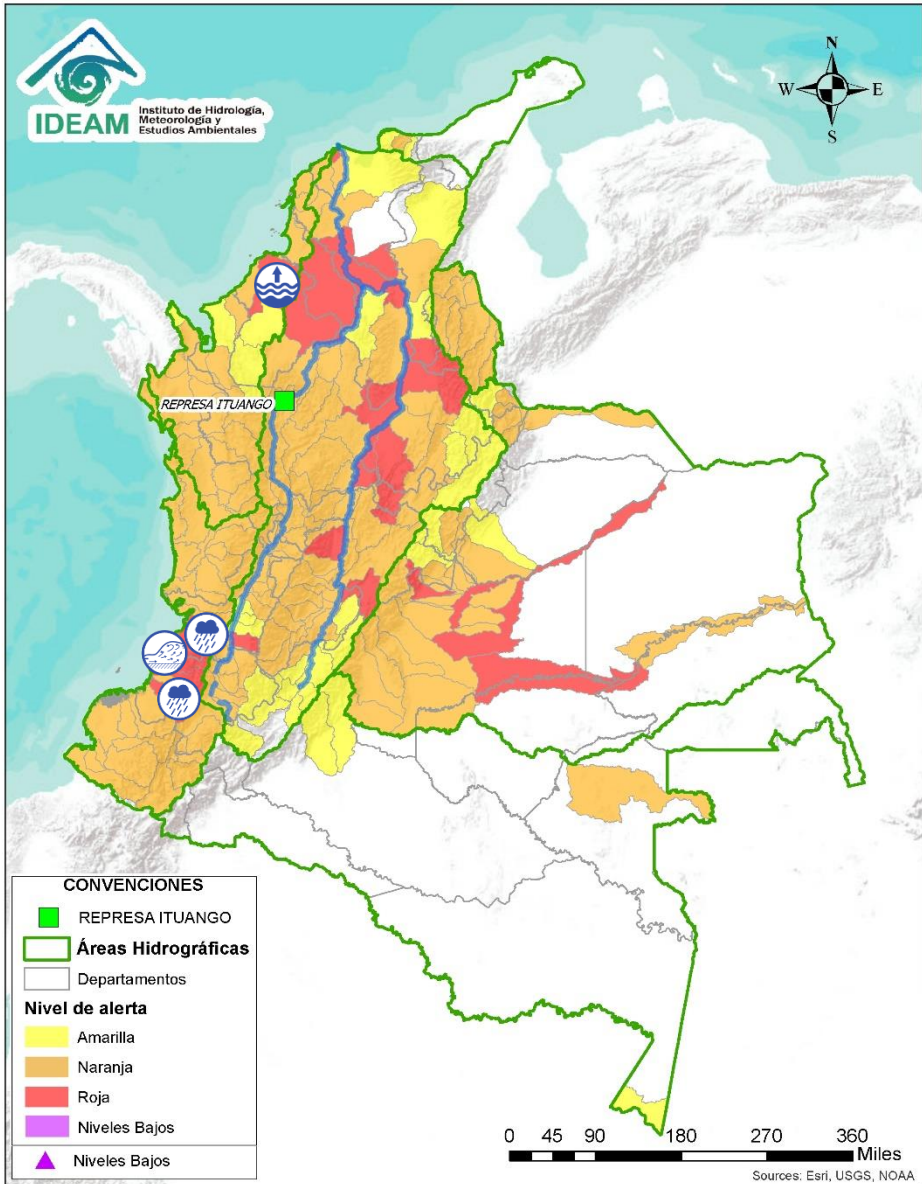 IDEAM
Instituto de Hidrología,
Meteorología y
Estudios Ambientales
N
W
E
S
REPRESA ITUANGO
CONVENCIONES
REPRESA ITUANGO
Áreas Hidrográficas
Departamentos
Nivel de alerta
Amarilla
Naranja
Roja
Niveles Bajos
Niveles Bajos
0 45 90 180 270 360
Miles
Sources: Esri, USGS, NOAA